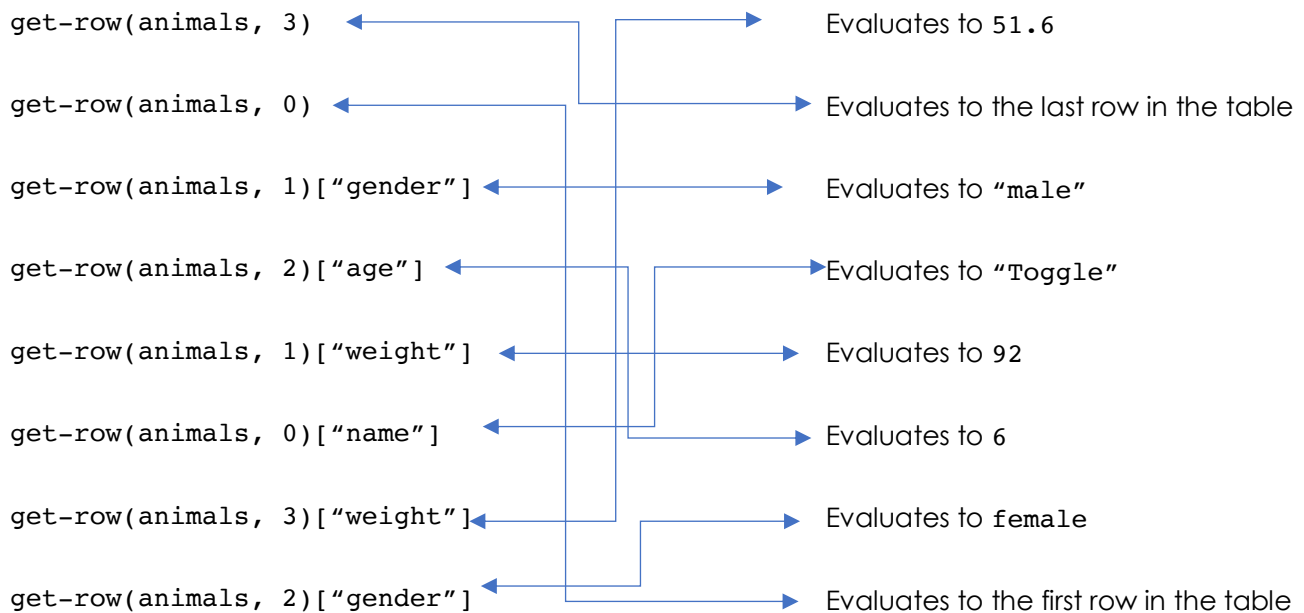 get-row(animals, 3) Evaluates to 51.6
get-row(animals, 0) Evaluates to the last row in the table
get-row(animals, 1)[“gender”] Evaluates to “male”
get-row(animals, 2)[“age”] Evaluates to “Toggle”
get-row(animals, 1)[“weight”] Evaluates to 92
get-row(animals, 0)[“name”] Evaluates to 6
get-row(animals, 3)[“weight”] Evaluates to female
get-row(animals, 2)[“gender”] Evaluates to the first row in the table